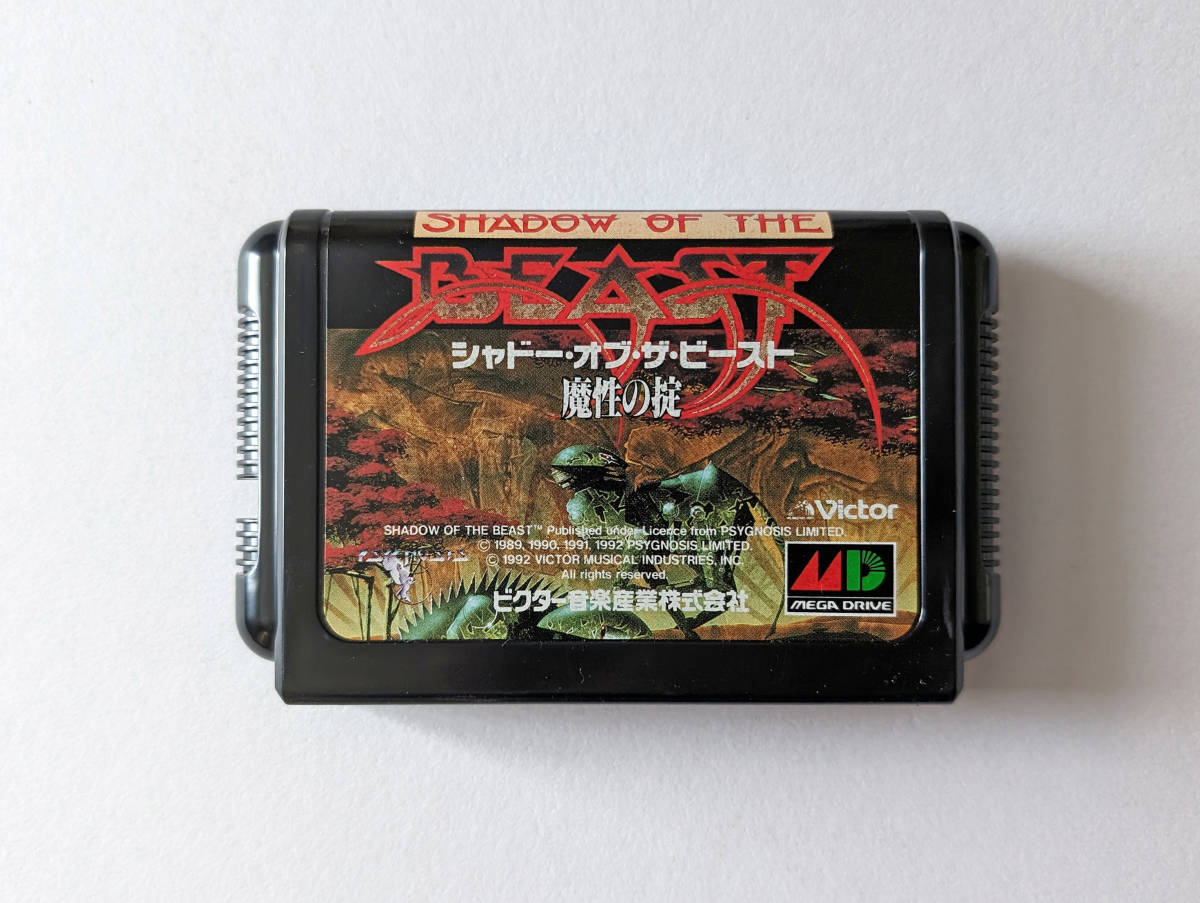 SHADOW OF THE
BEAST
シャドー・オブ・ザ・ビースト
魔性の掟
Victor
SHADOW OF THE BEAST™ Published under Licence from PSYGNOSIS LIMITED.
© 1989, 1990, 1991, 1992 PSYGNOSIS LIMITED.
© 1992 VICTOR MUSICAL INDUSTRIES, INC.
All rights reserved.
ビクター音楽産業株式会社
MD
MEGA DRIVE